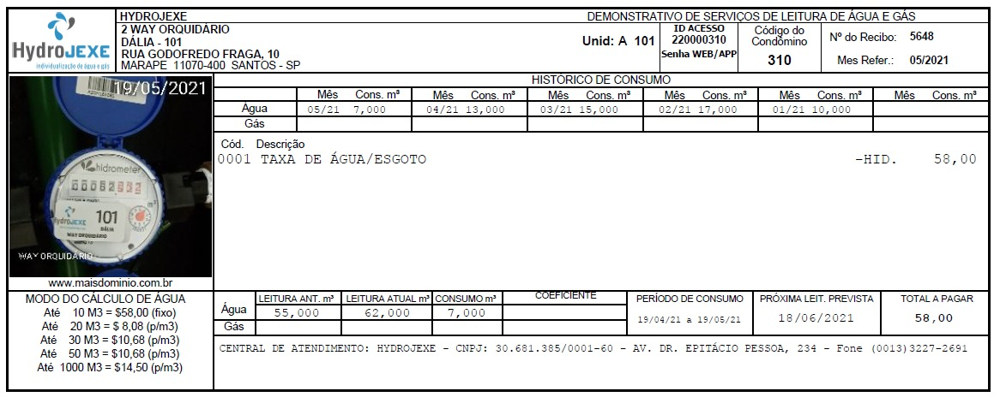 HydroJEXE
individualização de água e gás
HYDROJEXE
2 WAY ORQUIDÁRIO
DÁLIA - 101
RUA GODOFREDO FRAGA, 10
MARAPE 11070-400 SANTOS - SP
DEMONSTRATIVO DE SERVIÇOS DE LEITURA DE ÁGUA E GÁS
Unid: A 101
ID ACESSO
220000310
Senha WEB/APP
Código do
Condômino
310
Nº do Recibo: 5648
Mes Refer.: 05/2021
19/05/2021
hidrometer
m³
HydroJEXE
101
DÁLIA
WAY ORQUIDÁRIO
WAY ORQUIDÁRIO
www.maisdominio.com.br
HISTÓRICO DE CONSUMO
Mês Cons. m³ Mês Cons. m³ Mês Cons. m³ Mês Cons. m³ Mês Cons. m³ Mês Cons. m³
Água 05/21 7,000 04/21 13,000 03/21 15,000 02/21 17,000 01/21 10,000
Gás
Cód. Descrição
0001 TAXA DE ÁGUA/ESGOTO -HID. 58,00
MODO DO CÁLCULO DE ÁGUA
Até 10 M3 = $58,00 (fixo)
Até 20 M3 = $ 8,08 (p/m3)
Até 30 M3 = $10,68 (p/m3)
Até 50 M3 = $10,68 (p/m3)
Até 1000 M3 = $14,50 (p/m3)
LEITURA ANT. m³ LEITURA ATUAL m³ CONSUMO m³ COEFICIENTE
Água 55,000 62,000 7,000
Gás
PERÍODO DE CONSUMO
19/04/21 a 19/05/21
PRÓXIMA LEIT. PREVISTA
18/06/2021
TOTAL A PAGAR
58,00
CENTRAL DE ATENDIMENTO: HYDROJEXE - CNPJ: 30.681.385/0001-60 - AV. DR. EPITÁCIO PESSOA, 234 - Fone (0013)3227-2691